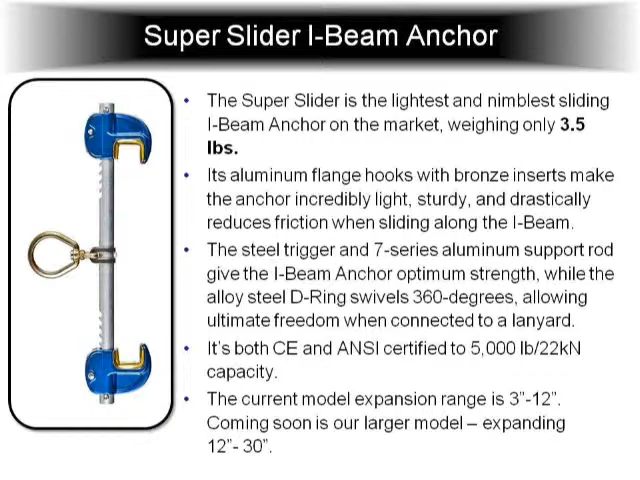 Super Slider I-Beam Anchor
• The Super Slider is the lightest and nimblest sliding
I-Beam Anchor on the market, weighing only 3.5
lbs.
• Its aluminum flange hooks with bronze inserts make
the anchor incredibly light, sturdy, and drastically
reduces friction when sliding along the I-Beam.
• The steel trigger and 7-series aluminum support rod
give the I-Beam Anchor optimum strength, while the
alloy steel D-Ring swivels 360-degrees, allowing
ultimate freedom when connected to a lanyard.
• It’s both CE and ANSI certified to 5,000 lb/22kN
capacity.
• The current model expansion range is 3”-12”.
Coming soon is our larger model – expanding
12”- 30”.